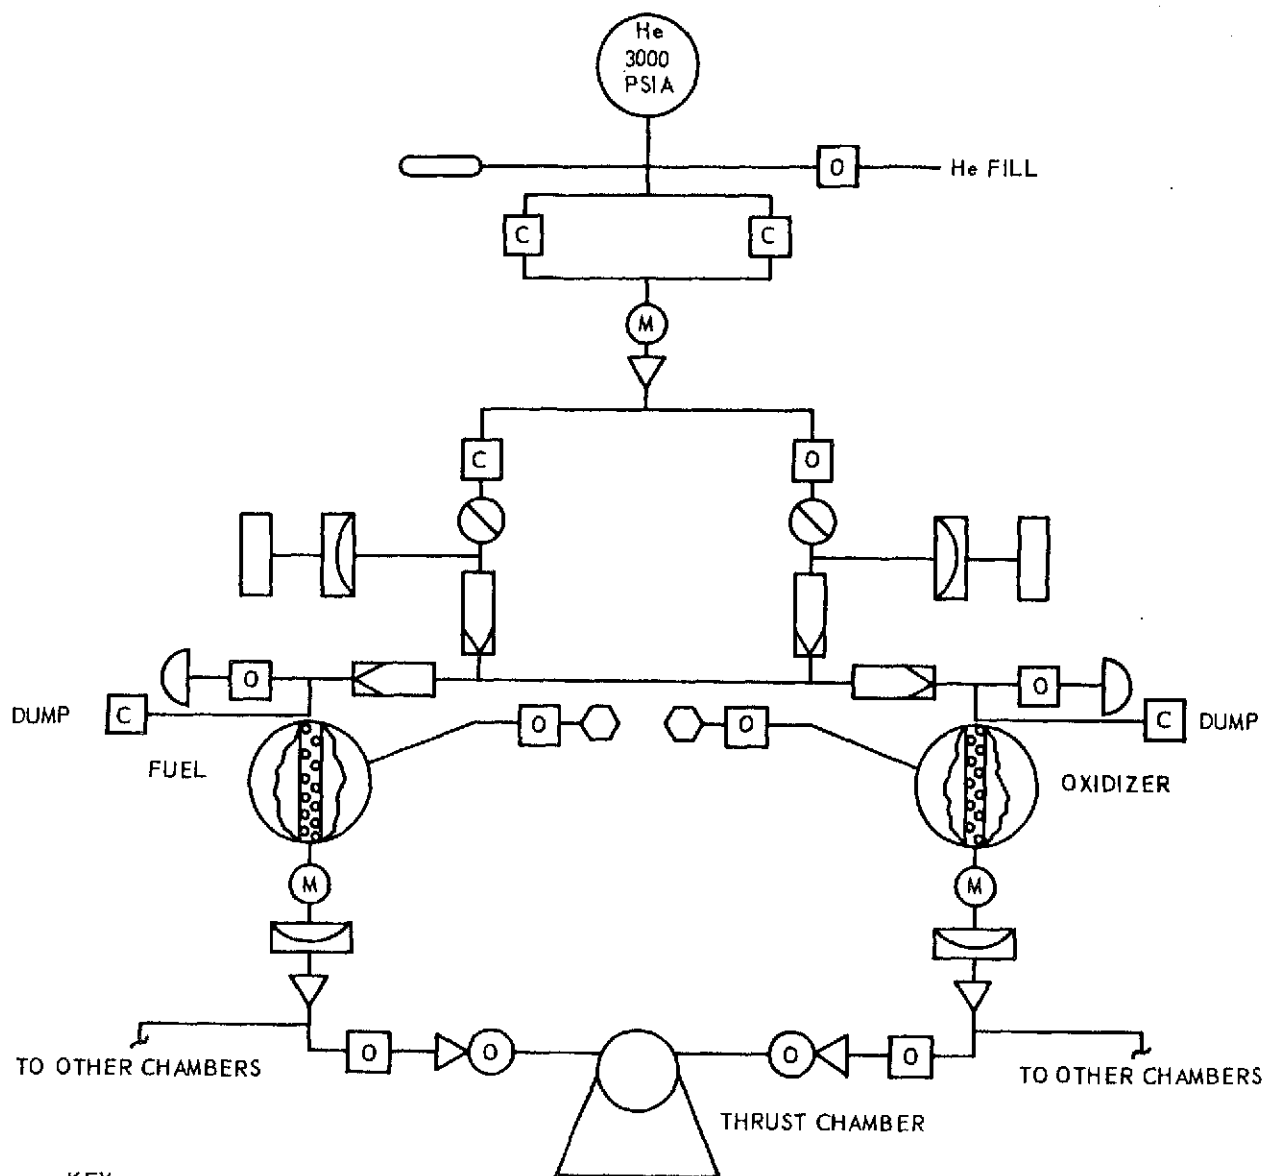 He
3000
PSIA
O
He FILL
C
C
M
C
O
O
O
DUMP
C
O
O
C
DUMP
FUEL
OXIDIZER
M
M
O
O
O
O
TO OTHER CHAMBERS
TO OTHER CHAMBERS
THRUST CHAMBER